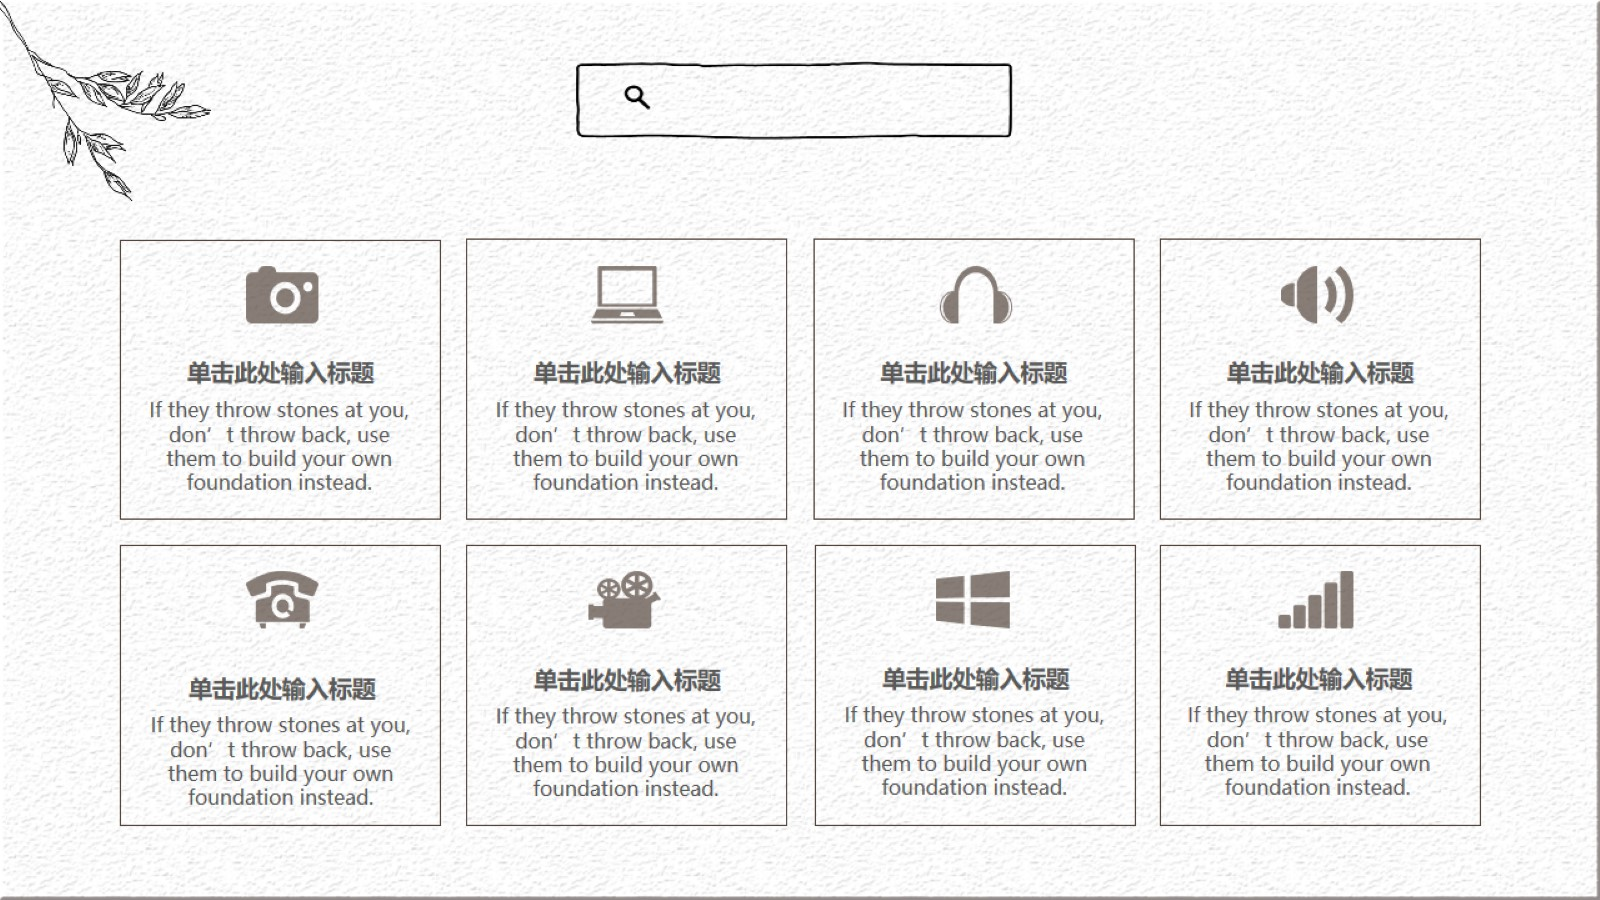 单击此处输入标题
If they throw stones at you,
don’ t throw back, use
them to build your own
foundation instead.
单击此处输入标题
If they throw stones at you,
don’ t throw back, use
them to build your own
foundation instead.
单击此处输入标题
If they throw stones at you,
don’ t throw back, use
them to build your own
foundation instead.
单击此处输入标题
If they throw stones at you,
don’ t throw back, use
them to build your own
foundation instead.
单击此处输入标题
If they throw stones at you,
don’ t throw back, use
them to build your own
foundation instead.
单击此处输入标题
If they throw stones at you,
don’ t throw back, use
them to build your own
foundation instead.
单击此处输入标题
If they throw stones at you,
don’ t throw back, use
them to build your own
foundation instead.
单击此处输入标题
If they throw stones at you,
don’ t throw back, use
them to build your own
foundation instead.